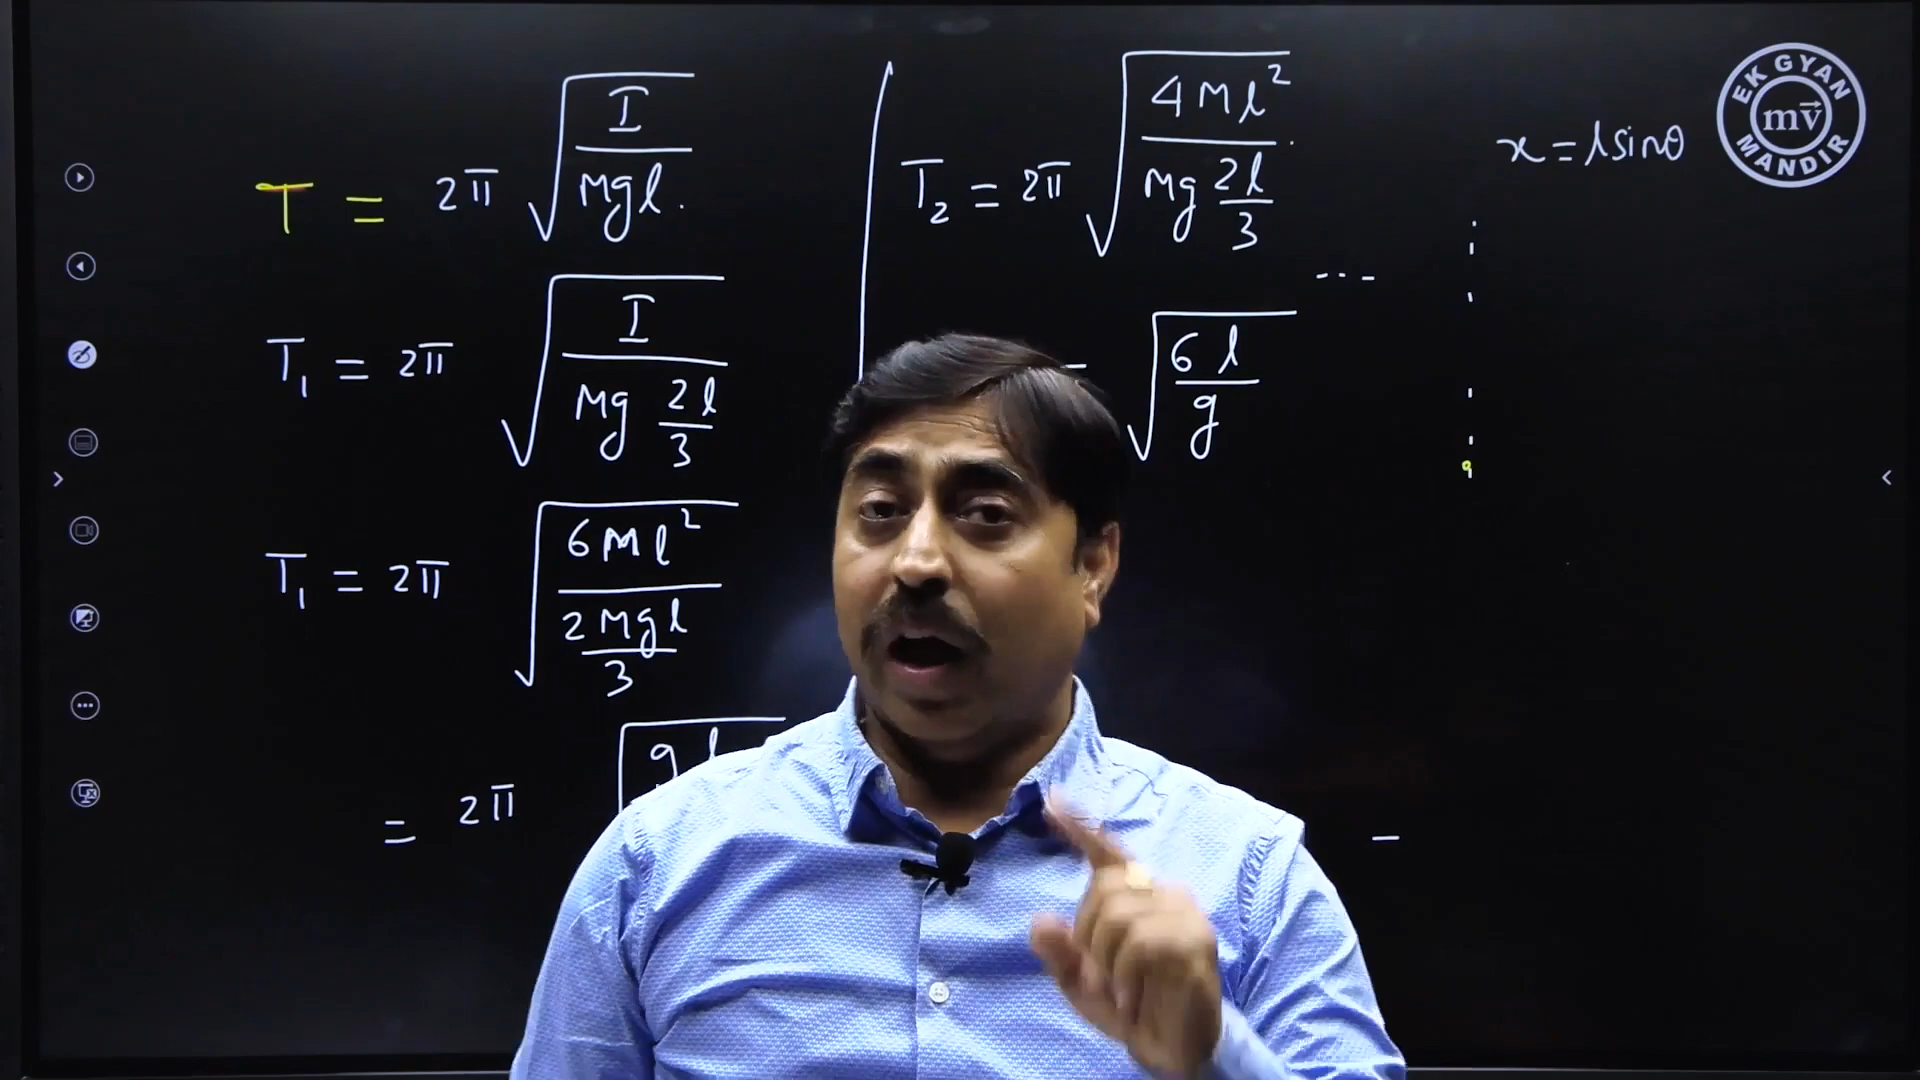 T = 2π √(I / Mgl).
T₁ = 2π √(I / (Mg 2l/3))
T₁ = 2π √(6Ml² / (2Mgl/3))
= 2π √(9l
T₂ = 2π √(4Ml² / (Mg 2l/3))
√(6l / g)
x = l sinθ
EK GYAN
mv⃗
MANDIR